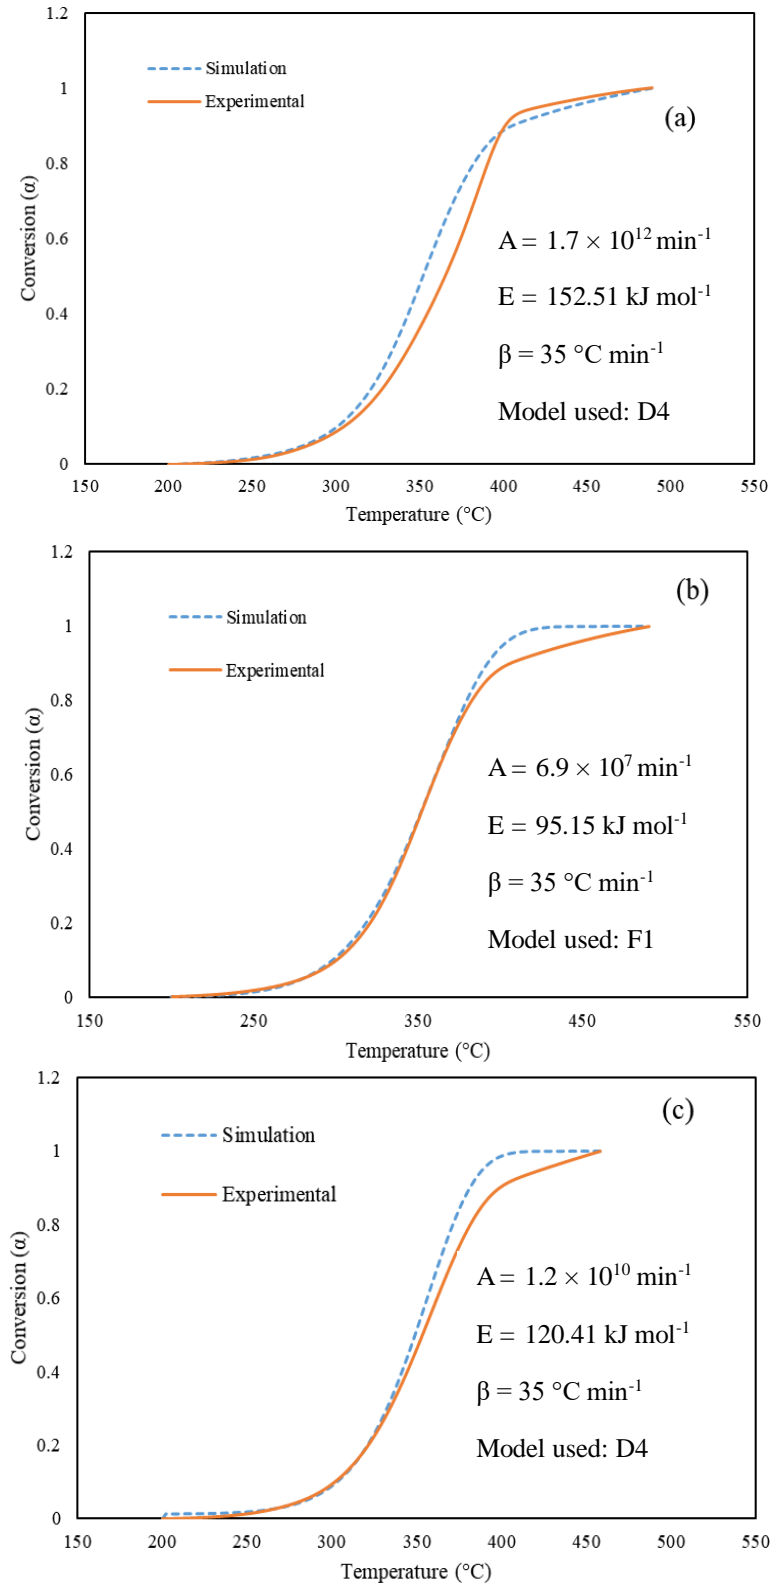 1.2
Simulation
1
Experimental
(a)
0.8
Conversion (α)
0.6
A = 1.7 × 10¹² min⁻¹
E = 152.51 kJ mol⁻¹
0.4
β = 35 °C min⁻¹
0.2
Model used: D4
0
150 200 250 300 350 400 450 500 550
Temperature (°C)
1.2
(b)
Simulation
1
Experimental
0.8
Conversion (α)
A = 6.9 × 10⁷ min⁻¹
0.6
E = 95.15 kJ mol⁻¹
0.4
β = 35 °C min⁻¹
0.2
Model used: F1
0
150 250 350 450 550
Temperature (°C)
1.2
(c)
Simulation
1
Experimental
0.8
Conversion (α)
A = 1.2 × 10¹⁰ min⁻¹
0.6
E = 120.41 kJ mol⁻¹
0.4
β = 35 °C min⁻¹
Model used: D4
0.2
0
150 200 250 300 350 400 450 500 550
Temperature (°C)